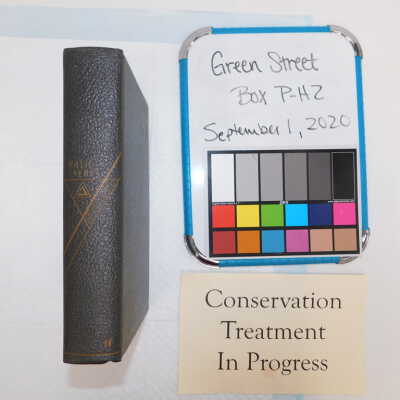 Green Street
Box P-H2
September 1, 2020
Conservation
Treatment
In Progress